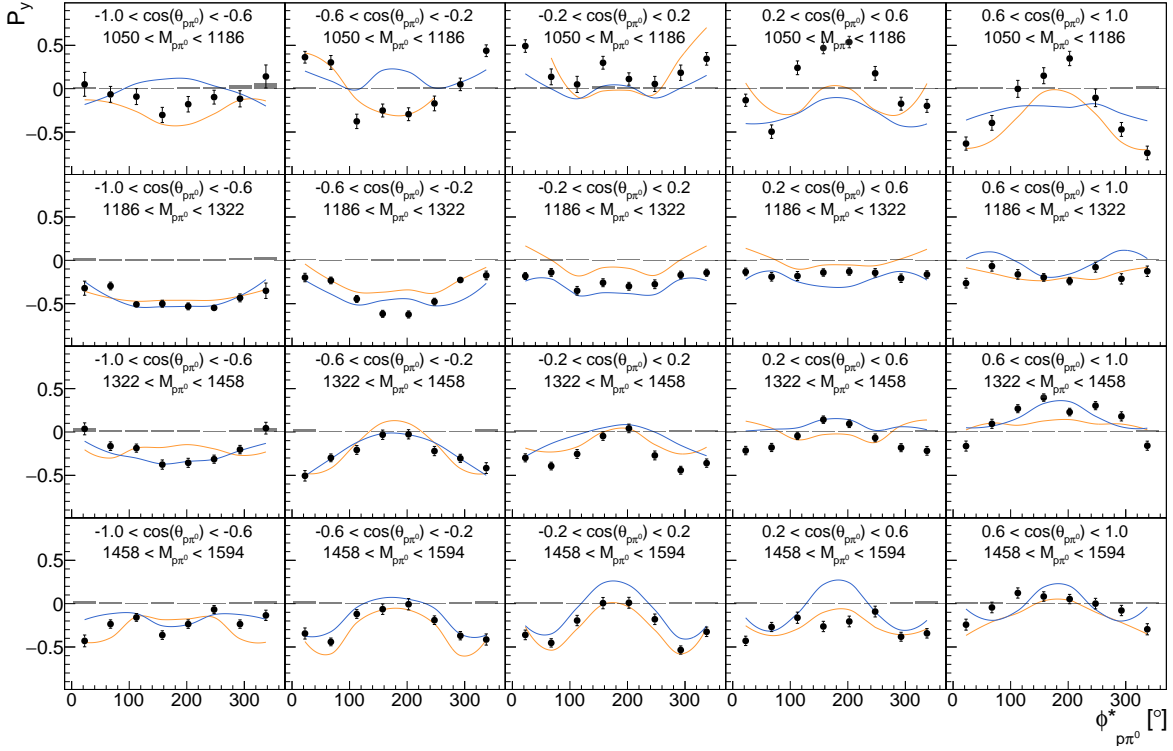 P_y
-1.0 < cos(θ_pπ⁰) < -0.6
1050 < M_pπ⁰ < 1186
-0.6 < cos(θ_pπ⁰) < -0.2
1050 < M_pπ⁰ < 1186
-0.2 < cos(θ_pπ⁰) < 0.2
1050 < M_pπ⁰ < 1186
0.2 < cos(θ_pπ⁰) < 0.6
1050 < M_pπ⁰ < 1186
0.6 < cos(θ_pπ⁰) < 1.0
1050 < M_pπ⁰ < 1186
0.5
0
−0.5
-1.0 < cos(θ_pπ⁰) < -0.6
1186 < M_pπ⁰ < 1322
-0.6 < cos(θ_pπ⁰) < -0.2
1186 < M_pπ⁰ < 1322
-0.2 < cos(θ_pπ⁰) < 0.2
1186 < M_pπ⁰ < 1322
0.2 < cos(θ_pπ⁰) < 0.6
1186 < M_pπ⁰ < 1322
0.6 < cos(θ_pπ⁰) < 1.0
1186 < M_pπ⁰ < 1322
0.5
0
−0.5
-1.0 < cos(θ_pπ⁰) < -0.6
1322 < M_pπ⁰ < 1458
-0.6 < cos(θ_pπ⁰) < -0.2
1322 < M_pπ⁰ < 1458
-0.2 < cos(θ_pπ⁰) < 0.2
1322 < M_pπ⁰ < 1458
0.2 < cos(θ_pπ⁰) < 0.6
1322 < M_pπ⁰ < 1458
0.6 < cos(θ_pπ⁰) < 1.0
1322 < M_pπ⁰ < 1458
0.5
0
−0.5
-1.0 < cos(θ_pπ⁰) < -0.6
1458 < M_pπ⁰ < 1594
-0.6 < cos(θ_pπ⁰) < -0.2
1458 < M_pπ⁰ < 1594
-0.2 < cos(θ_pπ⁰) < 0.2
1458 < M_pπ⁰ < 1594
0.2 < cos(θ_pπ⁰) < 0.6
1458 < M_pπ⁰ < 1594
0.6 < cos(θ_pπ⁰) < 1.0
1458 < M_pπ⁰ < 1594
0.5
0
−0.5
0 100 200 300 0 100 200 300 0 100 200 300 0 100 200 300 0 100 200 300
ϕ*_pπ⁰ [°]